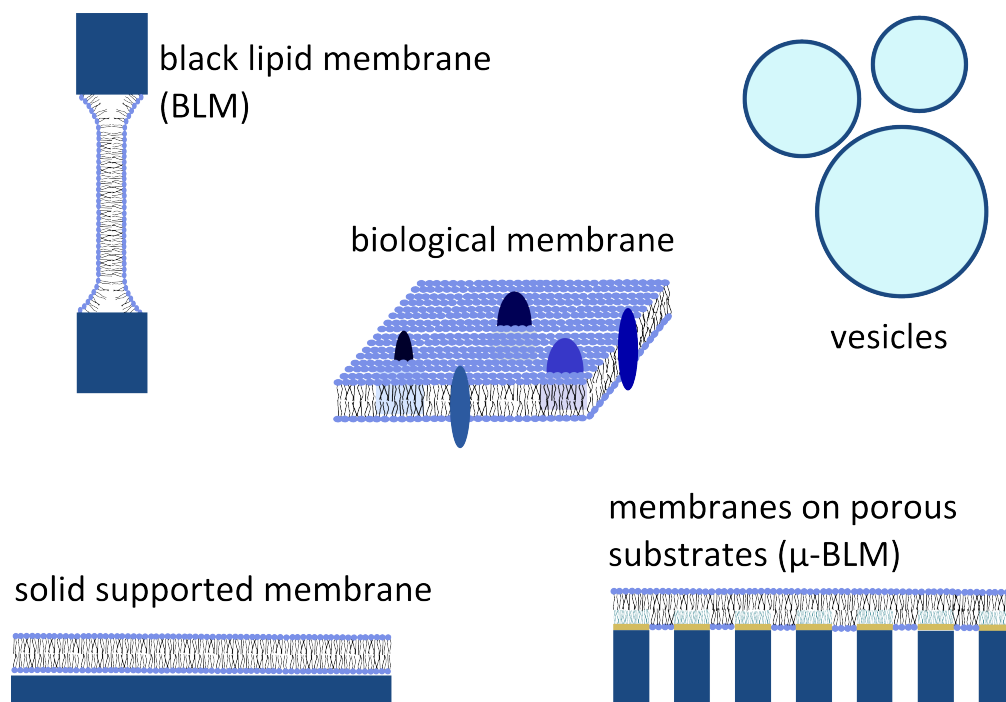 black lipid membrane
(BLM)
biological membrane
vesicles
membranes on porous
substrates (μ-BLM)
solid supported membrane